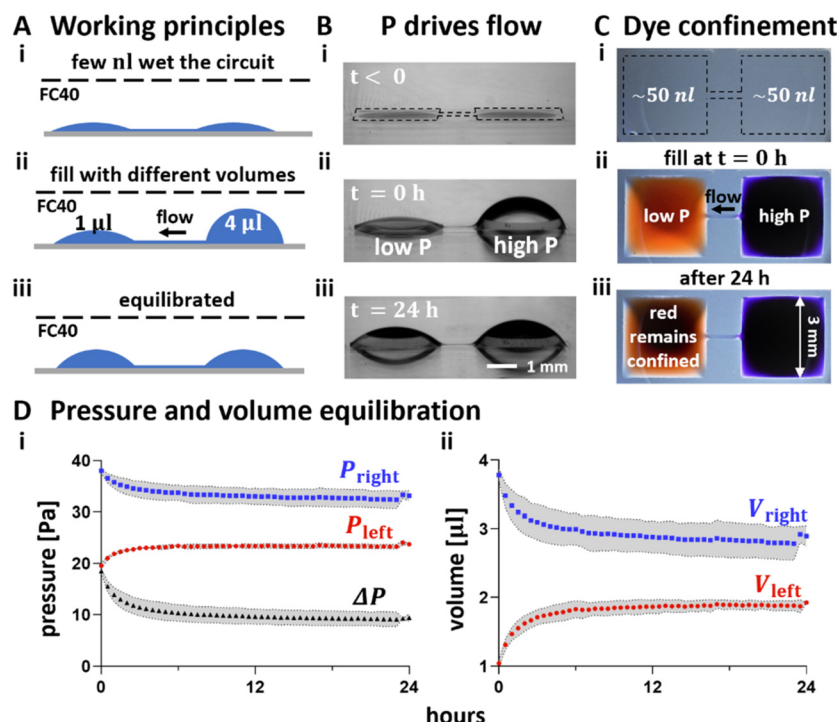 A Working principles
i
few nl wet the circuit
FC40
ii
fill with different volumes
FC40
1 μl
flow
4 μl
iii
equilibrated
FC40
B P drives flow
i
t < 0
ii
t = 0 h
low P
high P
iii
t = 24 h
1 mm
C Dye confinement
i
~50 nl
~50 nl
ii
fill at t = 0 h
flow
low P
high P
after 24 h
iii
red
remains
confined
3 mm
D Pressure and volume equilibration
i
pressure [Pa]
40
30
20
10
0
P_right
P_left
ΔP
0
12
24
ii
volume [μl]
4
3
2
1
V_right
V_left
0
12
24
hours